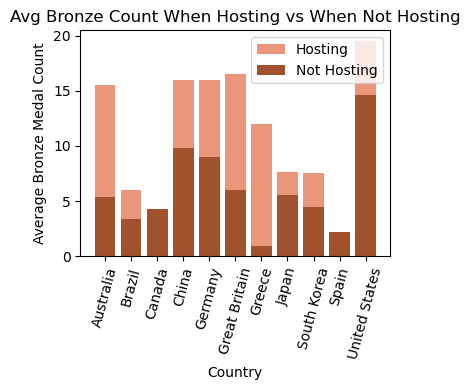 Avg Bronze Count When Hosting vs When Not Hosting
Hosting
Not Hosting
Average Bronze Medal Count
20
15
10
5
0
Australia
Brazil
Canada
China
Germany
Great Britain
Greece
Japan
South Korea
Spain
United States
Country